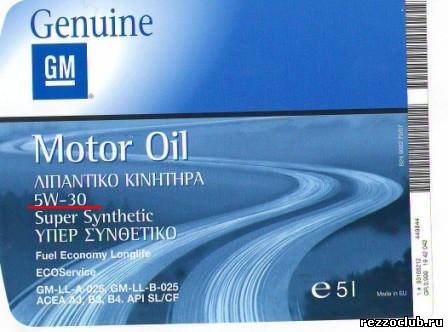 Genuine
GM
Motor Oil
ΛΙΠΑΝΤΙΚΟ ΚΙΝΗΤΗΡΑ
5W-30
Super Synthetic
ΥΠΕΡ ΣΥΝΘΕΤΙΚΟ
Fuel Economy Longlife
ECOService
GM-LL-A-025, GM-LL-B-025
ACEA A3, B3, B4, API SL/CF
e 5l
Made in EU
rezzoclub.ru